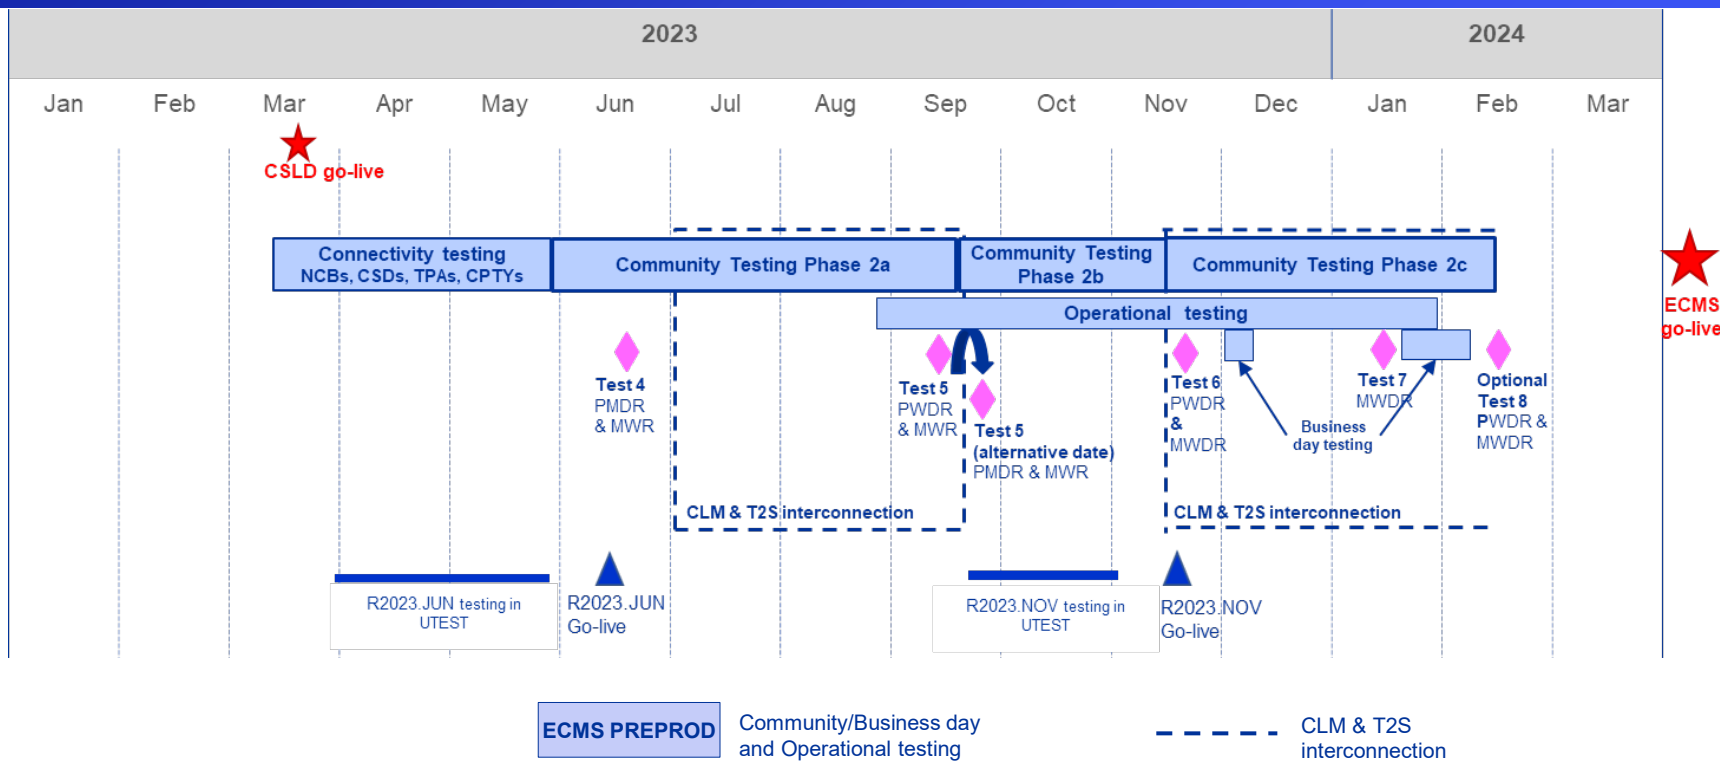 2023
2024
Jan
Feb
Mar
Apr
May
Jun
Jul
Aug
Sep
Oct
Nov
Dec
Jan
Feb
Mar
CSLD go-live
Connectivity testing
NCBs, CSDs, TPAs, CPTYs
Community Testing Phase 2a
Community Testing
Phase 2b
Community Testing Phase 2c
ECMS
go-live
Operational testing
Test 4
PMDR
& MWR
Test 5
PWDR
& MWR
Test 5
(alternative date)
PMDR & MWR
Test 6
PWDR
&
MWDR
Business
day testing
Test 7
MWDR
Optional
Test 8
PWDR &
MWDR
CLM & T2S interconnection
CLM & T2S interconnection
R2023.JUN testing in
UTEST
R2023.JUN
Go-live
R2023.NOV testing in
UTEST
R2023.NOV
Go-live
ECMS PREPROD
Community/Business day
and Operational testing
CLM & T2S
interconnection